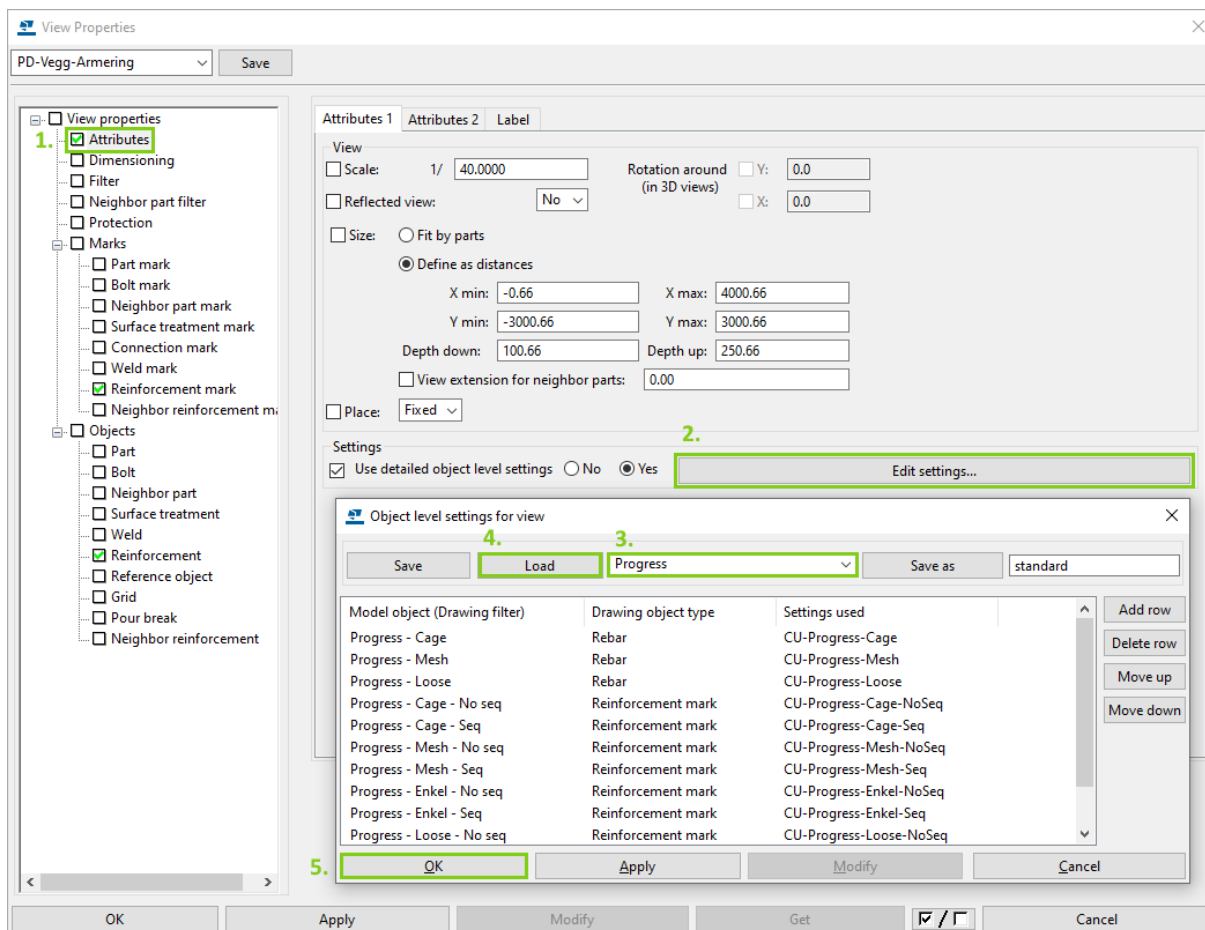 View Properties
PD-Vegg-Armering Save
View properties
1. Attributes
Dimensioning
Filter
Neighbor part filter
Protection
Marks
Part mark
Bolt mark
Neighbor part mark
Surface treatment mark
Connection mark
Weld mark
Reinforcement mark
Neighbor reinforcement ma
Objects
Part
Bolt
Neighbor part
Surface treatment
Weld
Reinforcement
Reference object
Grid
Pour break
Neighbor reinforcement
Attributes 1 Attributes 2 Label
View
Scale: 1/ 40.0000 Rotation around Y: 0.0
(in 3D views)
Reflected view: No X: 0.0
Size: Fit by parts
Define as distances
X min: -0.66 X max: 4000.66
Y min: -3000.66 Y max: 3000.66
Depth down: 100.66 Depth up: 250.66
View extension for neighbor parts: 0.00
Place: Fixed
2.
Settings
Use detailed object level settings No Yes Edit settings...
Object level settings for view
4. 3.
Save Load Progress Save as standard
Model object (Drawing filter) Drawing object type Settings used Add row
Progress - Cage Rebar CU-Progress-Cage
Progress - Mesh Rebar CU-Progress-Mesh Delete row
Progress - Loose Rebar CU-Progress-Loose Move up
Progress - Cage - No seq Reinforcement mark CU-Progress-Cage-NoSeq Move down
Progress - Cage - Seq Reinforcement mark CU-Progress-Cage-Seq
Progress - Mesh - No seq Reinforcement mark CU-Progress-Mesh-NoSeq
Progress - Mesh - Seq Reinforcement mark CU-Progress-Mesh-Seq
Progress - Enkel - No seq Reinforcement mark CU-Progress-Enkel-NoSeq
Progress - Enkel - Seq Reinforcement mark CU-Progress-Enkel-Seq
Progress - Loose - No seq Reinforcement mark CU-Progress-Loose-NoSeq
5. OK Apply Modify Cancel
OK Apply Modify Get / Cancel